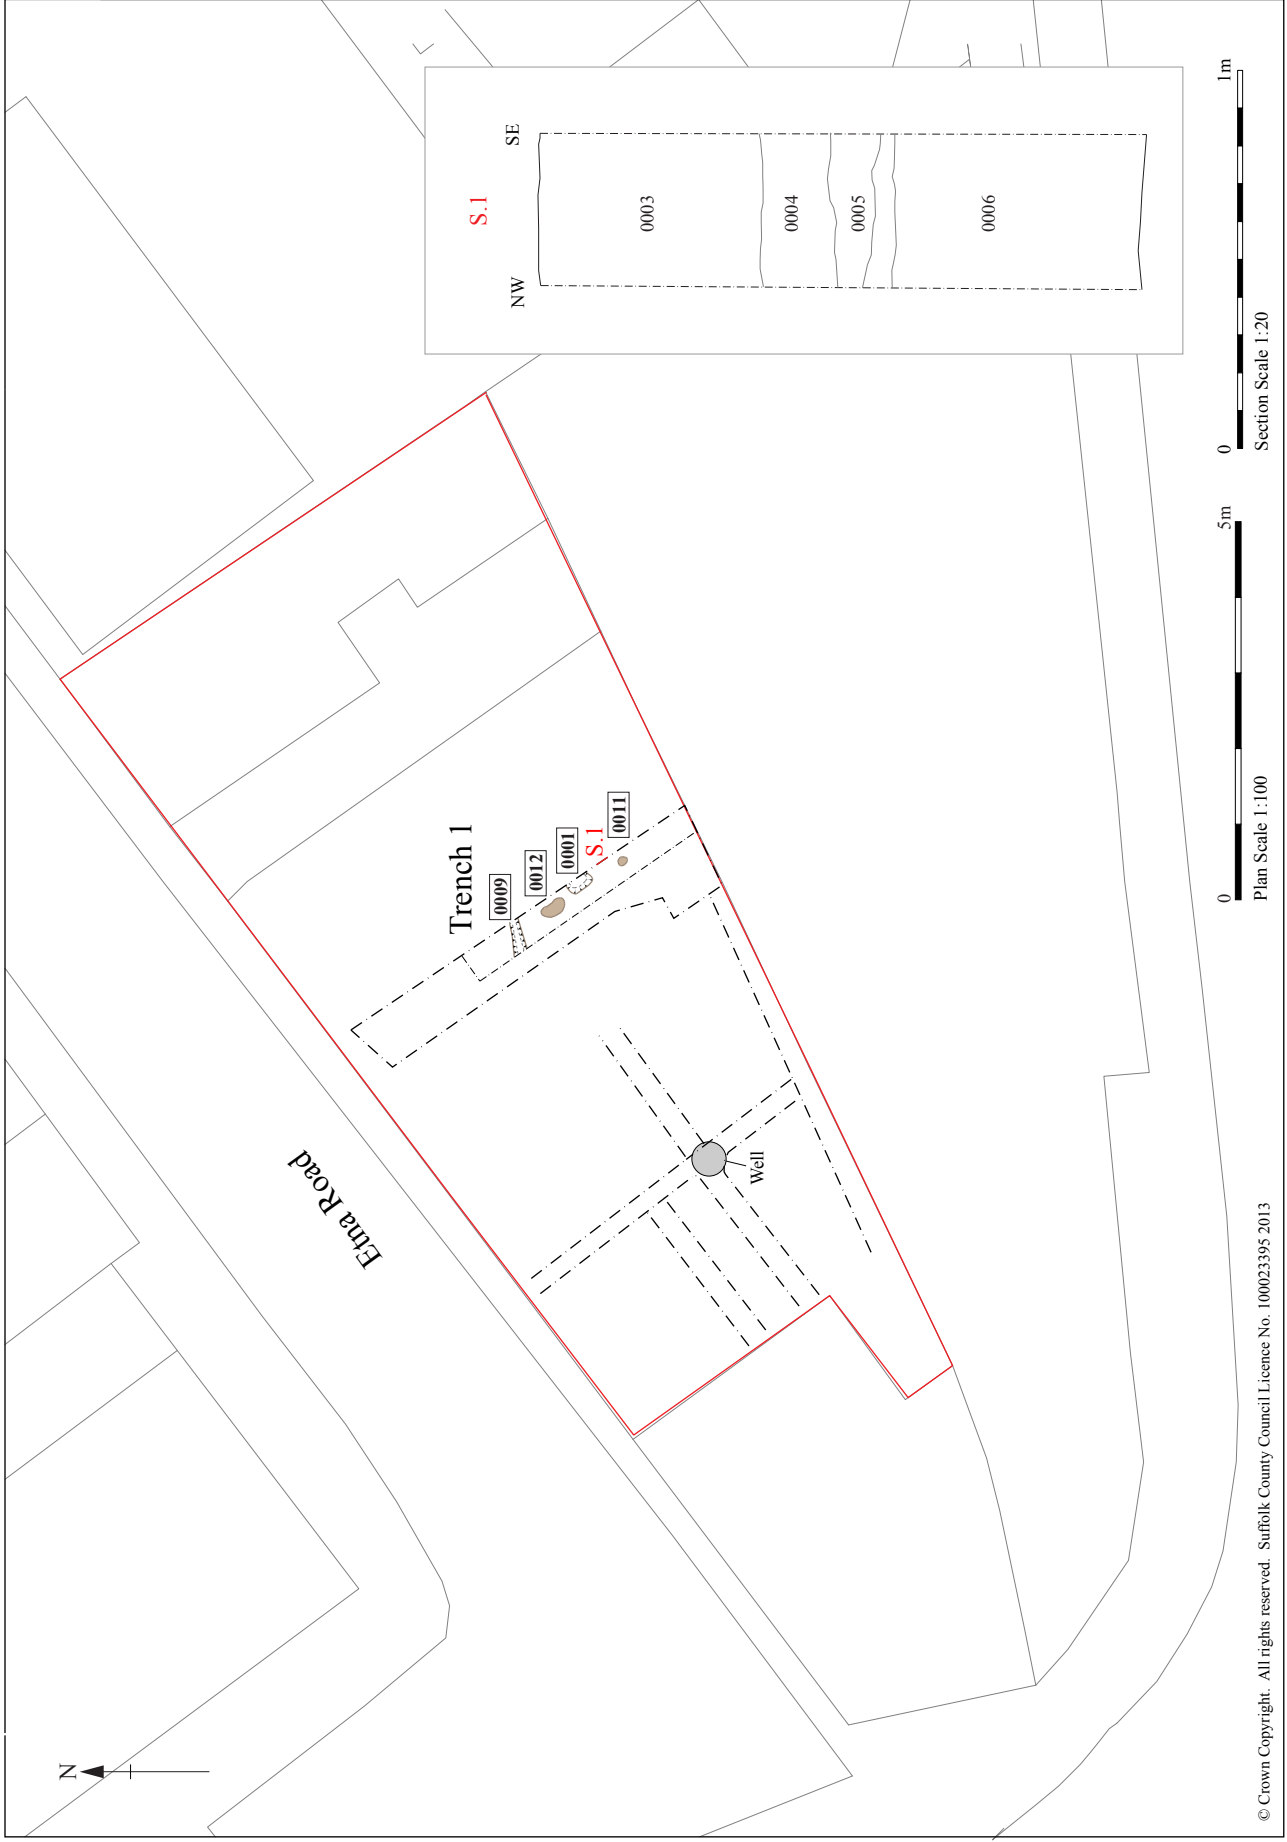 N
Etna Road
Trench 1
0009
0012
0001
S.1
0011
Well
S.1
NW
SE
0003
0004
0005
0006
0
5m
Plan Scale 1:100
0
1m
Section Scale 1:20
© Crown Copyright. All rights reserved. Suffolk County Council Licence No. 100023395 2013